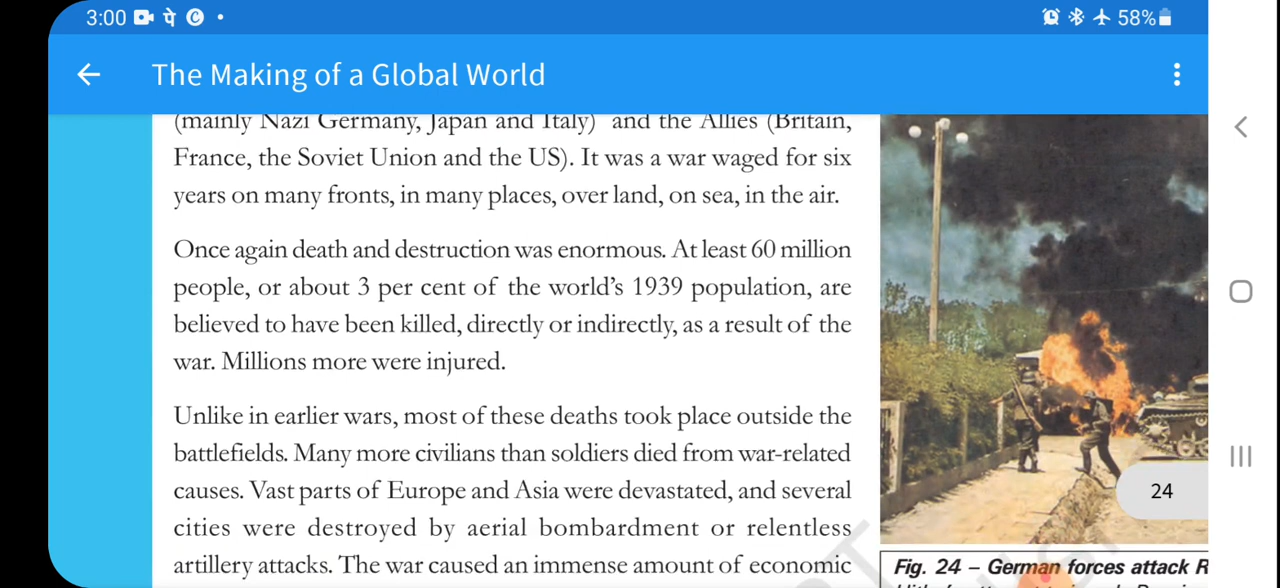 3:00 पे C
58%
The Making of a Global World
(mainly Nazi Germany, Japan and Italy) and the Allies (Britain,
France, the Soviet Union and the US). It was a war waged for six
years on many fronts, in many places, over land, on sea, in the air.
Once again death and destruction was enormous. At least 60 million
people, or about 3 per cent of the world’s 1939 population, are
believed to have been killed, directly or indirectly, as a result of the
war. Millions more were injured.
Unlike in earlier wars, most of these deaths took place outside the
battlefields. Many more civilians than soldiers died from war-related
causes. Vast parts of Europe and Asia were devastated, and several
cities were destroyed by aerial bombardment or relentless
artillery attacks. The war caused an immense amount of economic
24
Fig. 24 – German forces attack R